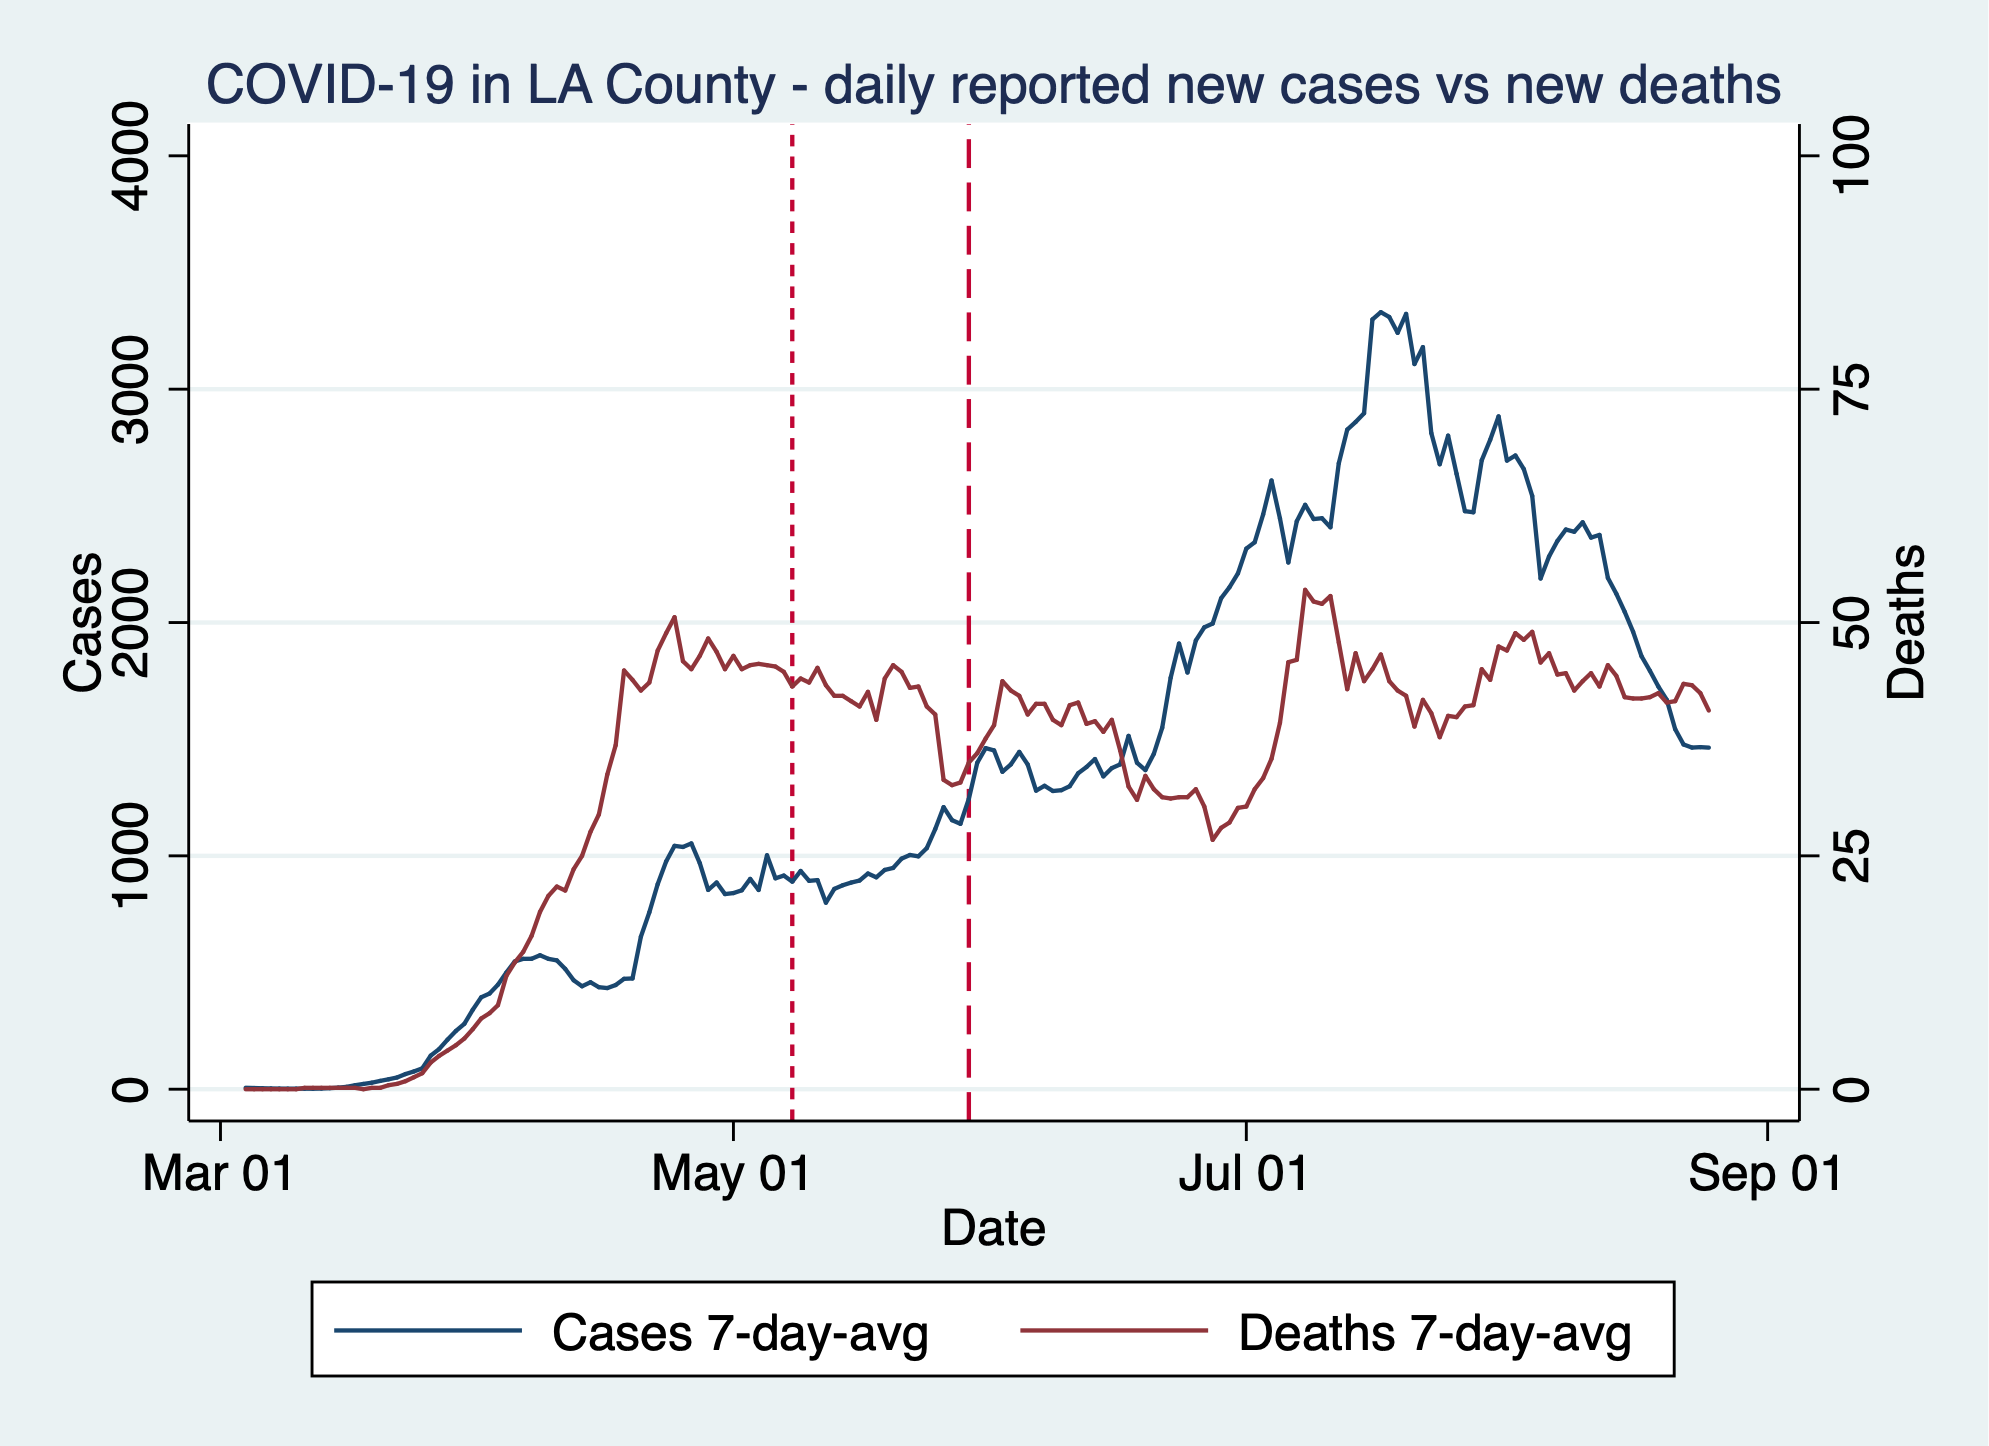 COVID-19 in LA County - daily reported new cases vs new deaths
Cases
4000
3000
2000
1000
0
Deaths
100
75
50
25
0
Mar 01
May 01
Jul 01
Sep 01
Date
Cases 7-day-avg
Deaths 7-day-avg